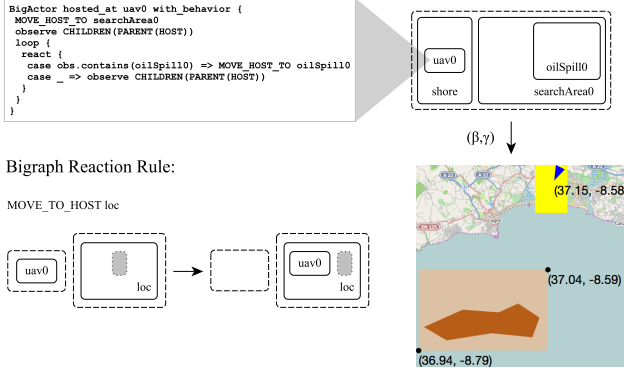 BigActor hosted_at uav0 with_behavior {
MOVE_HOST_TO searchArea0
observe CHILDREN(PARENT(HOST))
loop {
react {
case obs.contains(oilSpill0) => MOVE_HOST_TO oilSpill0
case _ => observe CHILDREN(PARENT(HOST))
}
}
}
uav0
shore
oilSpill0
searchArea0
(β,γ)
Bigraph Reaction Rule:
MOVE_TO_HOST loc
uav0
loc
uav0
loc
(37.15, -8.58)
Lagos
(37.04, -8.59)
(36.94, -8.79)